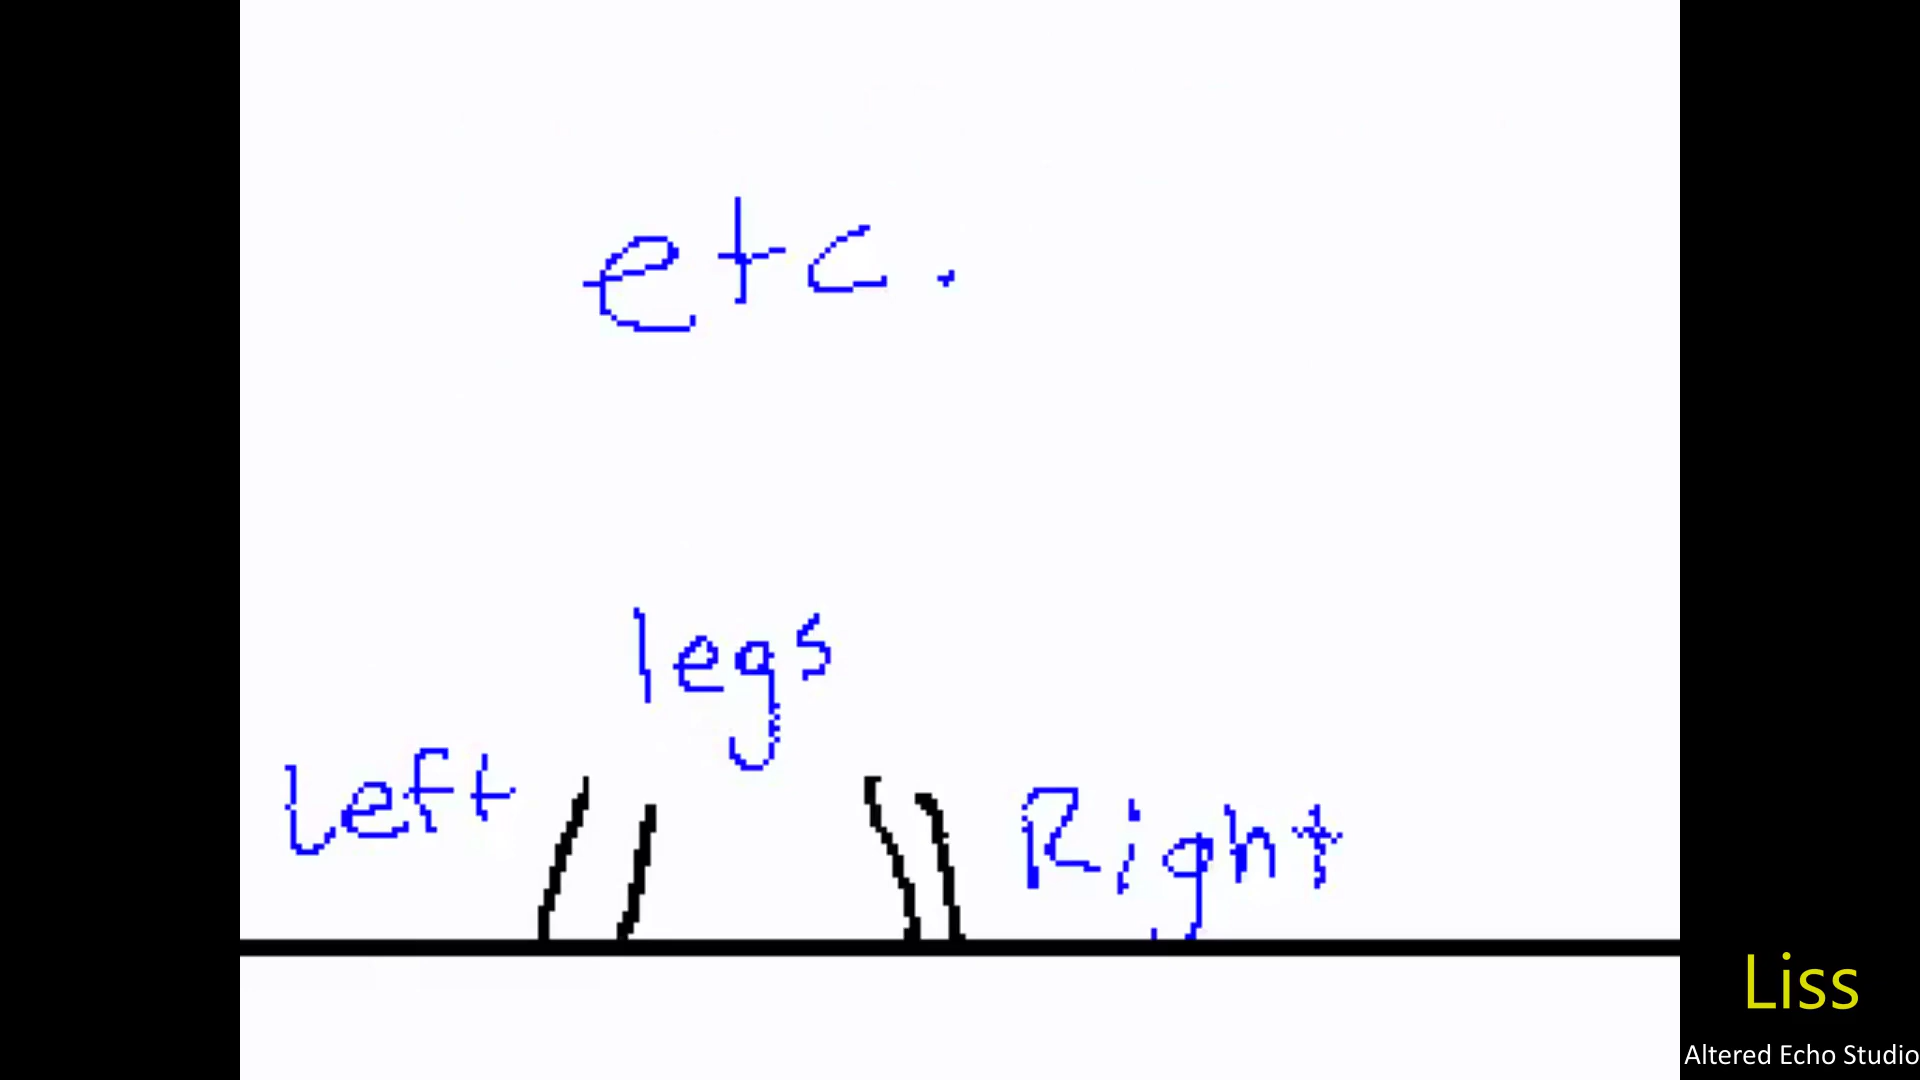 etc.
legs
Left
Right
Liss
Altered Echo Studio